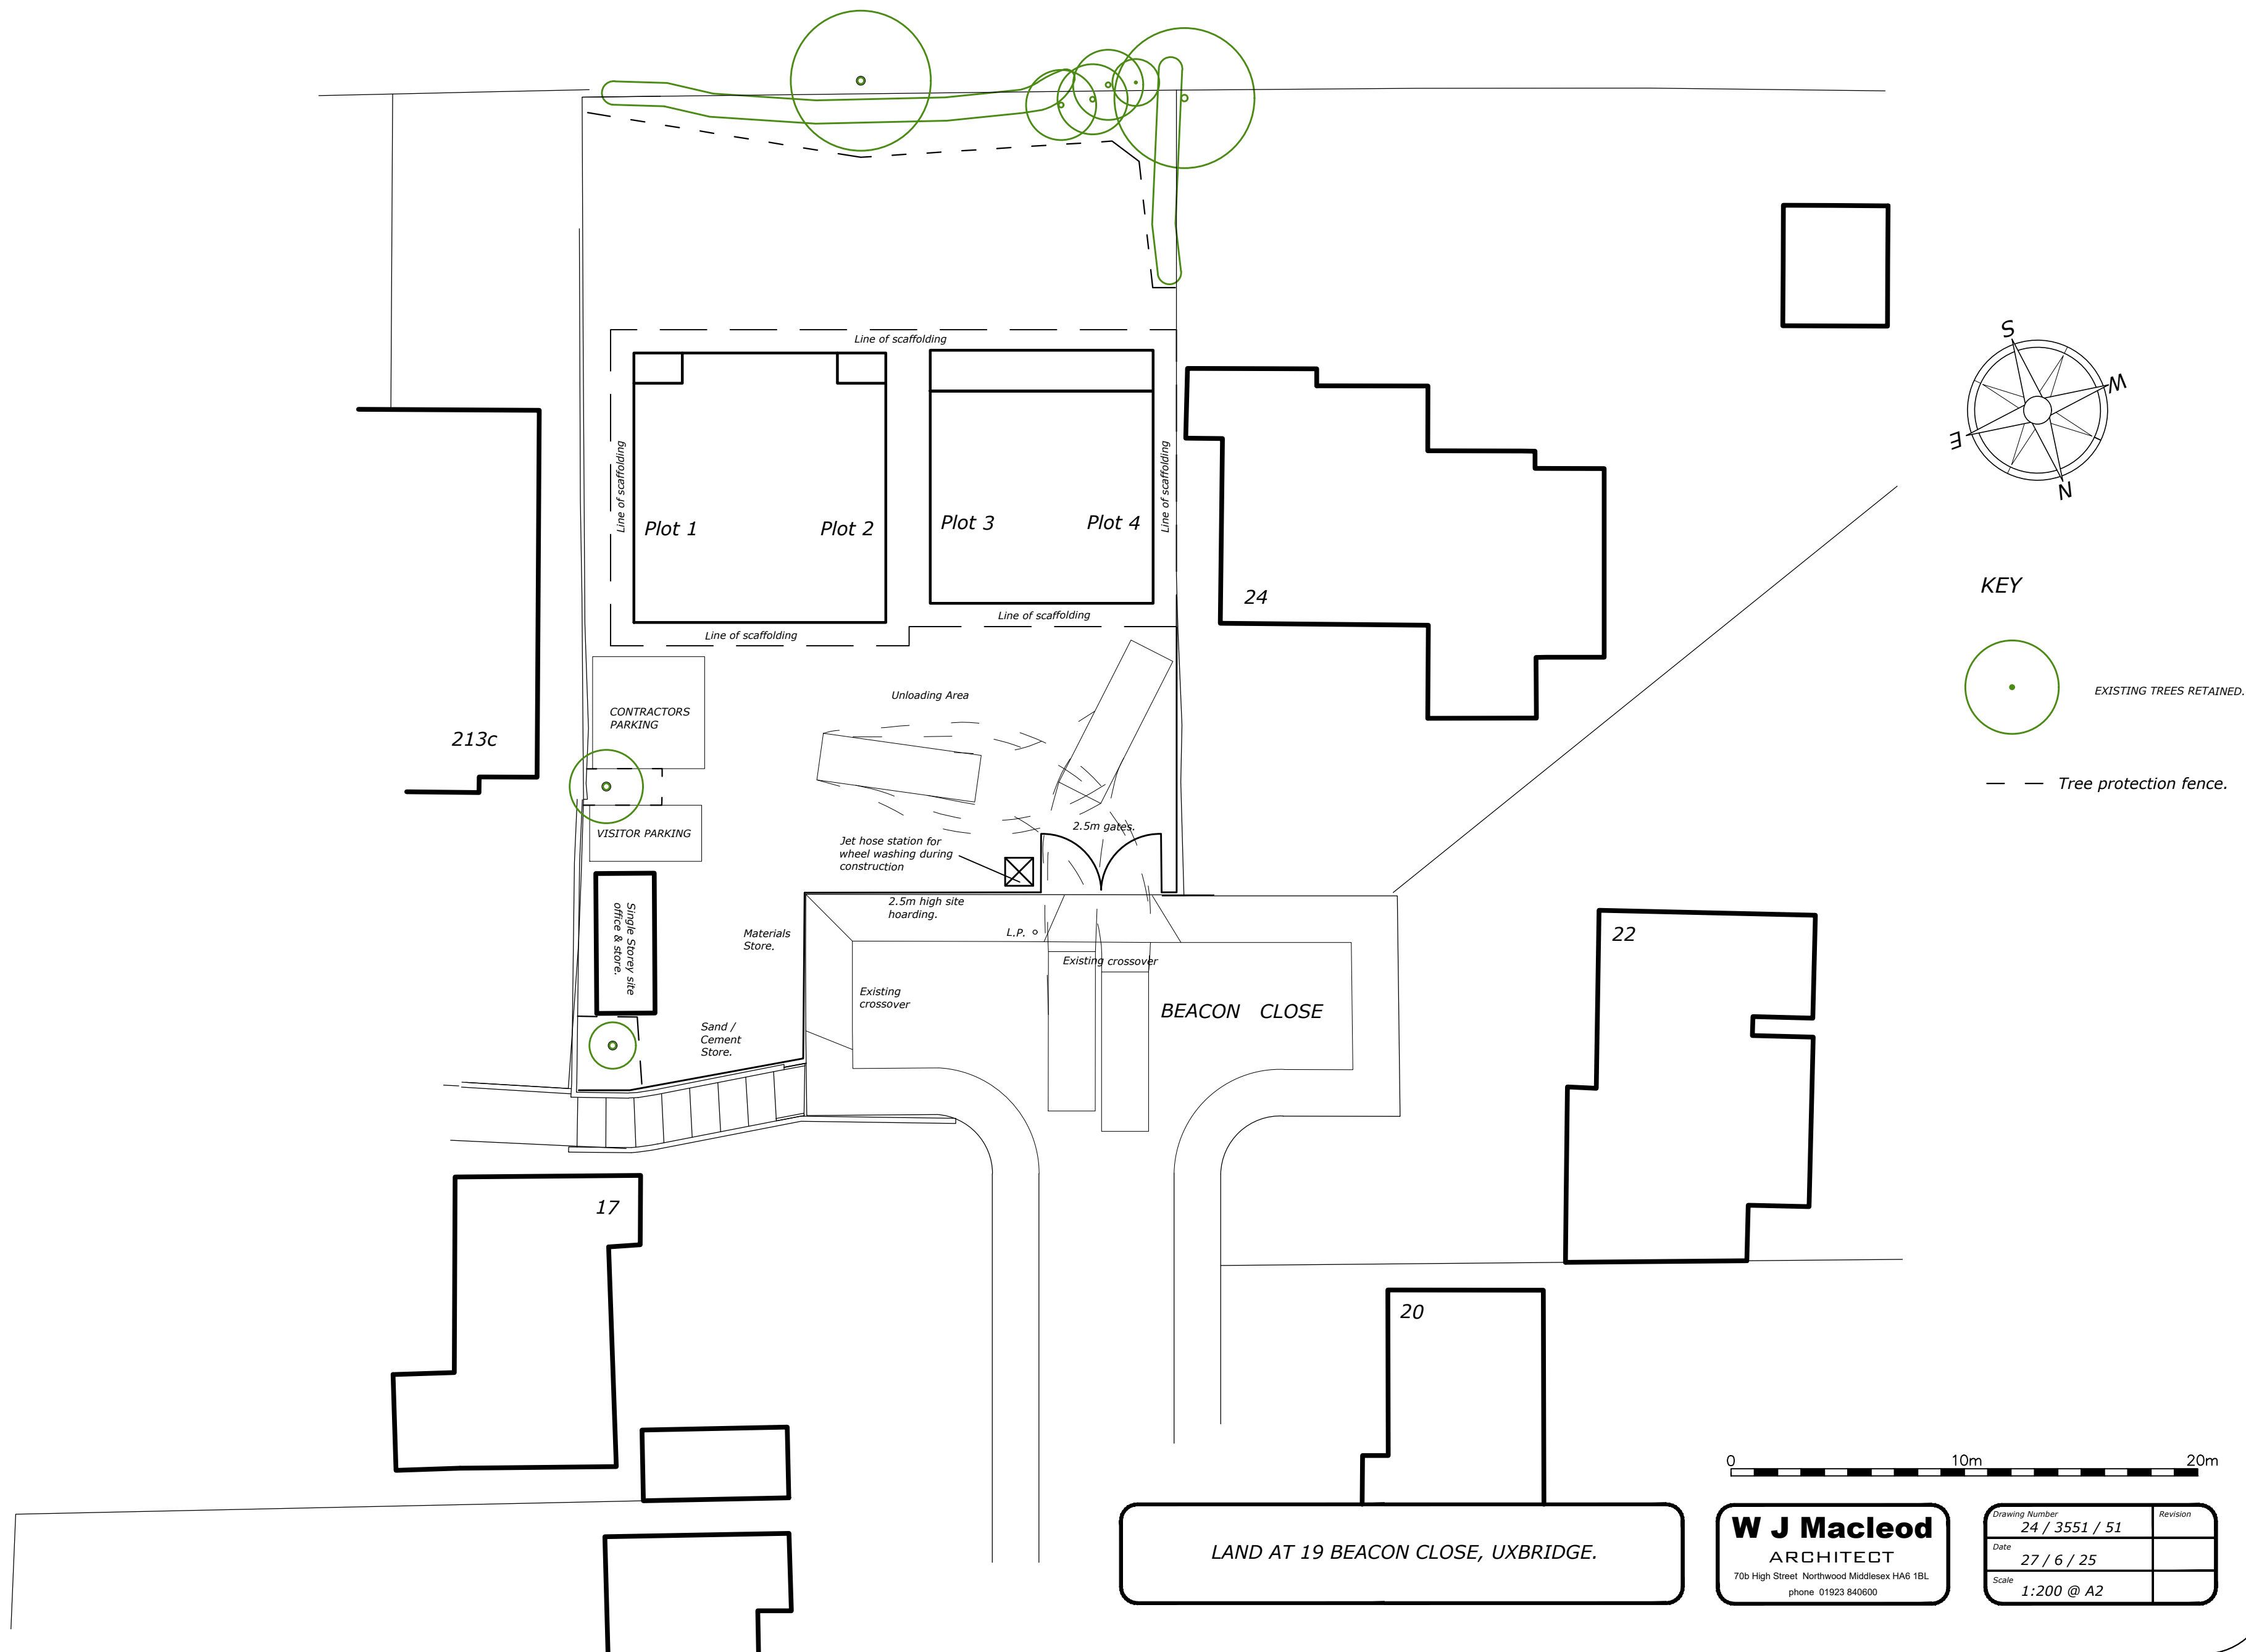 Line of scaffolding
S
W
E
N
Line of scaffolding
Line of scaffolding
Plot 1
Plot 2
Plot 3
Plot 4
24
KEY
Line of scaffolding
Line of scaffolding
EXISTING TREES RETAINED.
Unloading Area
CONTRACTORS
PARKING
213c
Tree protection fence.
VISITOR PARKING
2.5m gates.
Jet hose station for
wheel washing during
construction
2.5m high site
hoarding.
L.P.
Materials
Store.
Single Storey site
office & store.
22
Existing crossover
Existing
crossover
BEACON CLOSE
Sand /
Cement
Store.
17
20
0
10m
20m
LAND AT 19 BEACON CLOSE, UXBRIDGE.
W J Macleod
ARCHITECT
70b High Street Northwood Middlesex HA6 1BL
phone 01923 840600
Drawing Number
24 / 3551 / 51
Revision
Date
27 / 6 / 25
Scale
1:200 @ A2